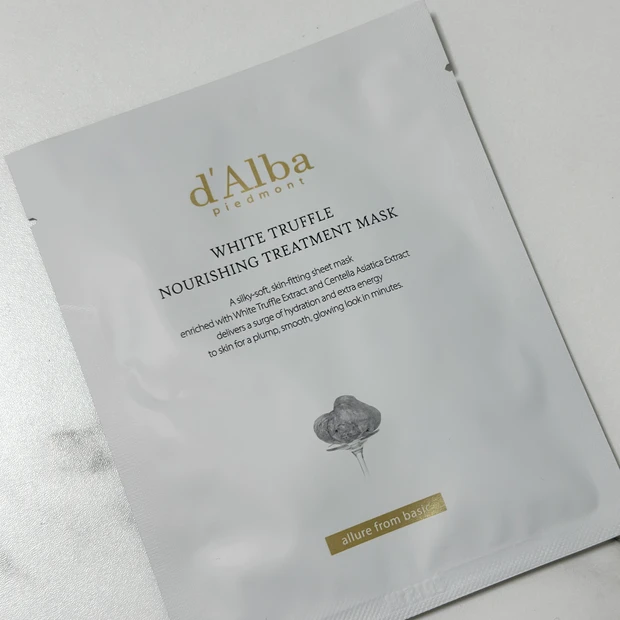 d'Alba
piedmont
WHITE TRUFFLE
NOURISHING TREATMENT MASK
A silky-soft, skin-fitting sheet mask
enriched with White Truffle Extract and Centella Asiatica Extract
delivers a surge of hydration and extra energy
to skin for a plump, smooth, glowing look in minutes.
allure from basic